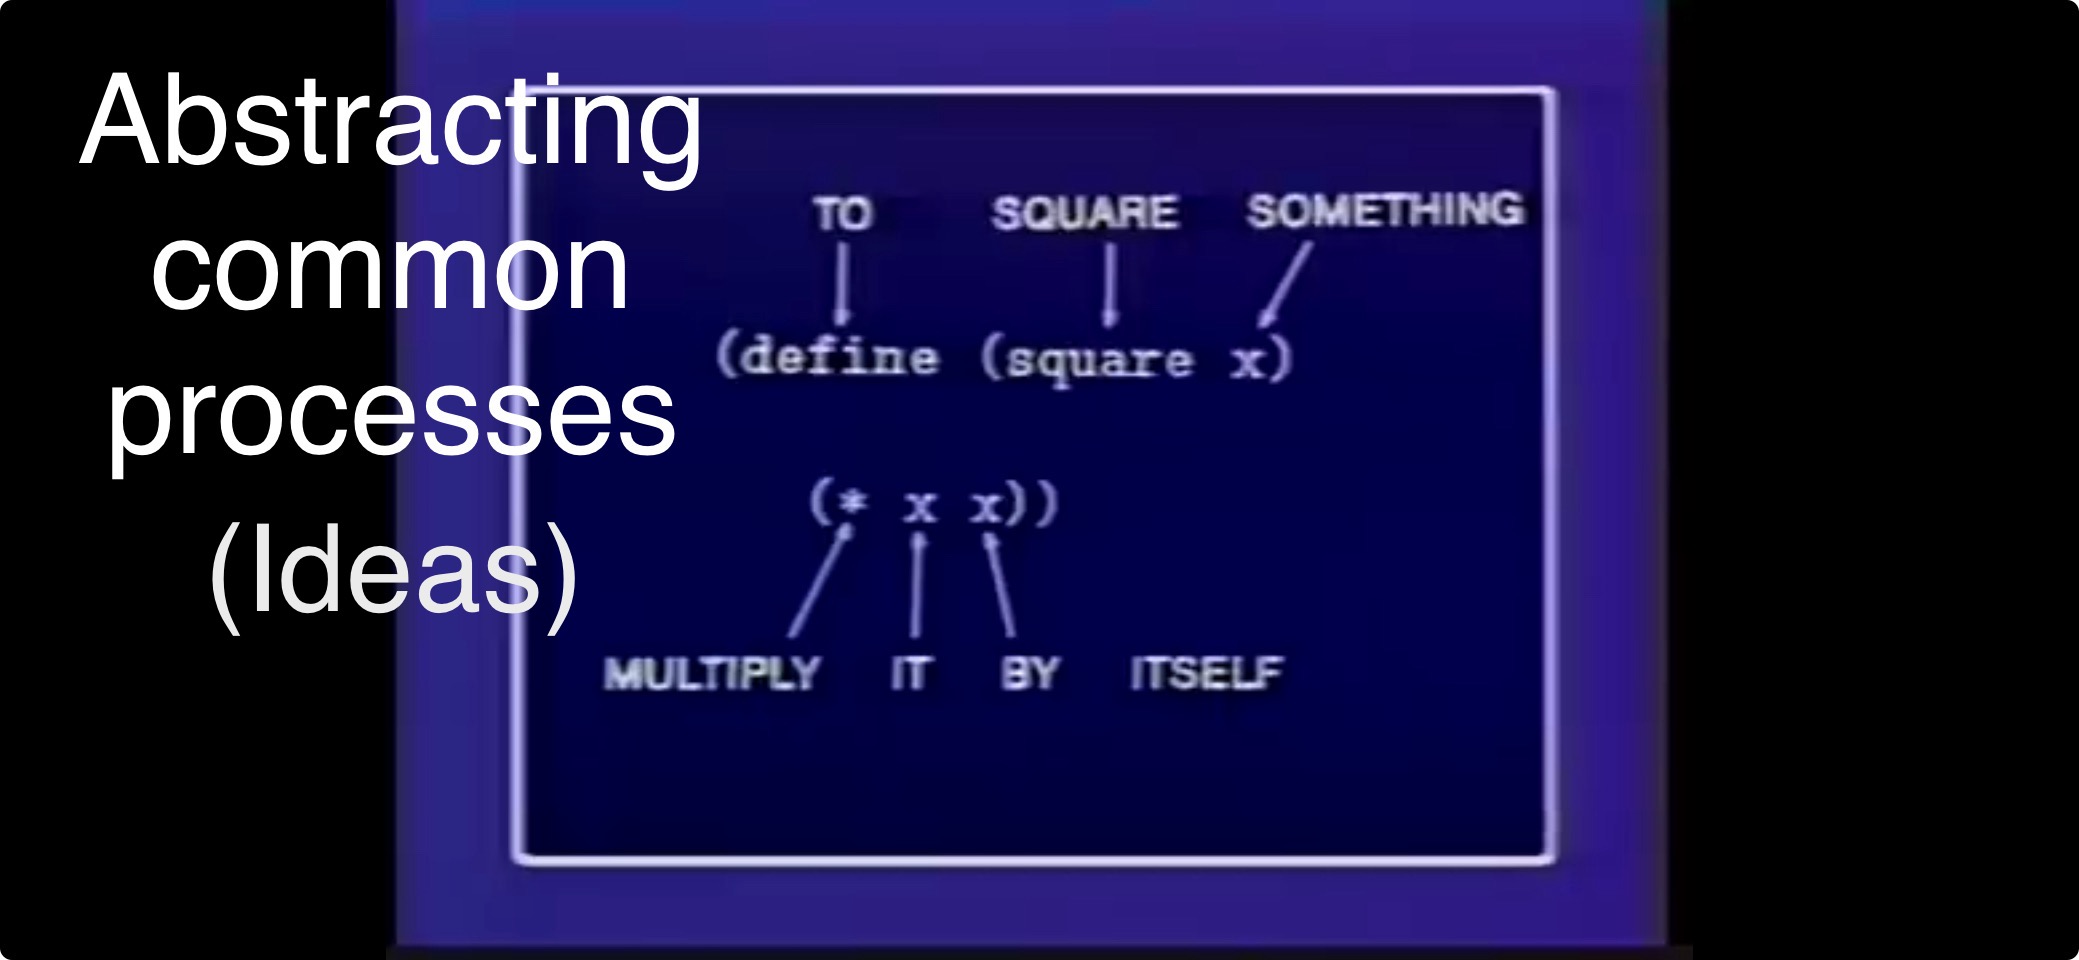 Abstracting
common
processes
(Ideas)
TO SQUARE SOMETHING
(define (square x)
(* x x))
MULTIPLY IT BY ITSELF